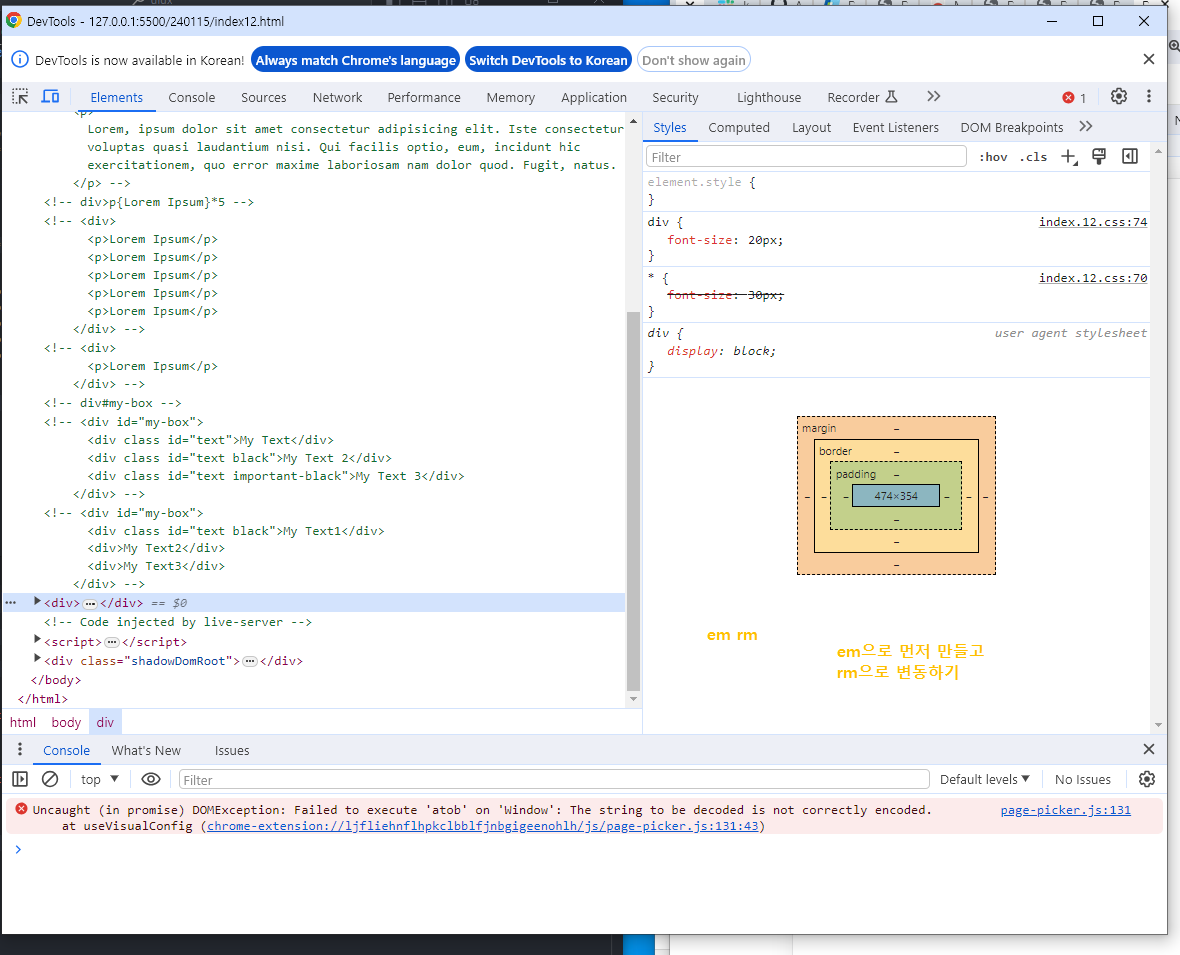 DevTools - 127.0.0.1:5500/240115/index12.html
DevTools is now available in Korean! Always match Chrome's language Switch DevTools to Korean Don't show again
Elements Console Sources Network Performance Memory Application Security Lighthouse Recorder 1
<p>
Lorem, ipsum dolor sit amet consectetur adipisicing elit. Iste consectetur
voluptas quasi laudantium nisi. Qui facilis optio, eum, incidunt hic
exercitationem, quo error maxime laboriosam nam dolor quod. Fugit, natus.
</p> -->
<!-- div>p{Lorem Ipsum}*5 -->
<!-- <div>
<p>Lorem Ipsum</p>
<p>Lorem Ipsum</p>
<p>Lorem Ipsum</p>
<p>Lorem Ipsum</p>
<p>Lorem Ipsum</p>
</div> -->
<!-- <div>
<p>Lorem Ipsum</p>
</div> -->
<!-- div#my-box -->
<!-- <div id="my-box">
<div class id="text">My Text</div>
<div class="text black">My Text 2</div>
<div class="text important-black">My Text 3</div>
</div> -->
<!-- <div id="my-box">
<div class="text black">My Text1</div>
<div>My Text2</div>
<div>My Text3</div>
</div> -->
<div>…</div> == $0
<!-- Code injected by live-server -->
<script>…</script>
<div class="shadowDomRoot">…</div>
</body>
</html>
html body div
Styles Computed Layout Event Listeners DOM Breakpoints
Filter :hov .cls
element.style {
}
div { index.12.css:74
font-size: 20px;
}
* { index.12.css:70
font-size: 30px;
}
div { user agent stylesheet
display: block;
}
margin –
border –
padding –
– – – 474×354 – – –
–
–
–
em rm
em으로 먼저 만들고
rm으로 변동하기
Console What's New Issues
top Filter Default levels No Issues
Uncaught (in promise) DOMException: Failed to execute 'atob' on 'Window': The string to be decoded is not correctly encoded. page-picker.js:131
at useVisualConfig (chrome-extension://ljfliehnflhpkclbblfjnbgigeenohlh/js/page-picker.js:131:43)